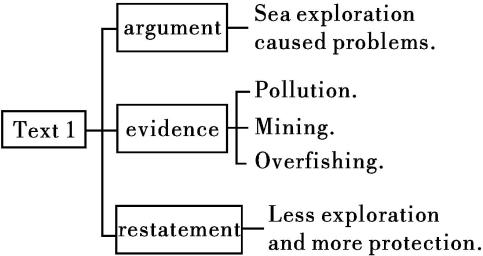 argument
Sea exploration
caused problems.
Text 1
evidence
Pollution.
Mining.
Overfishing.
restatement
Less exploration
and more protection.